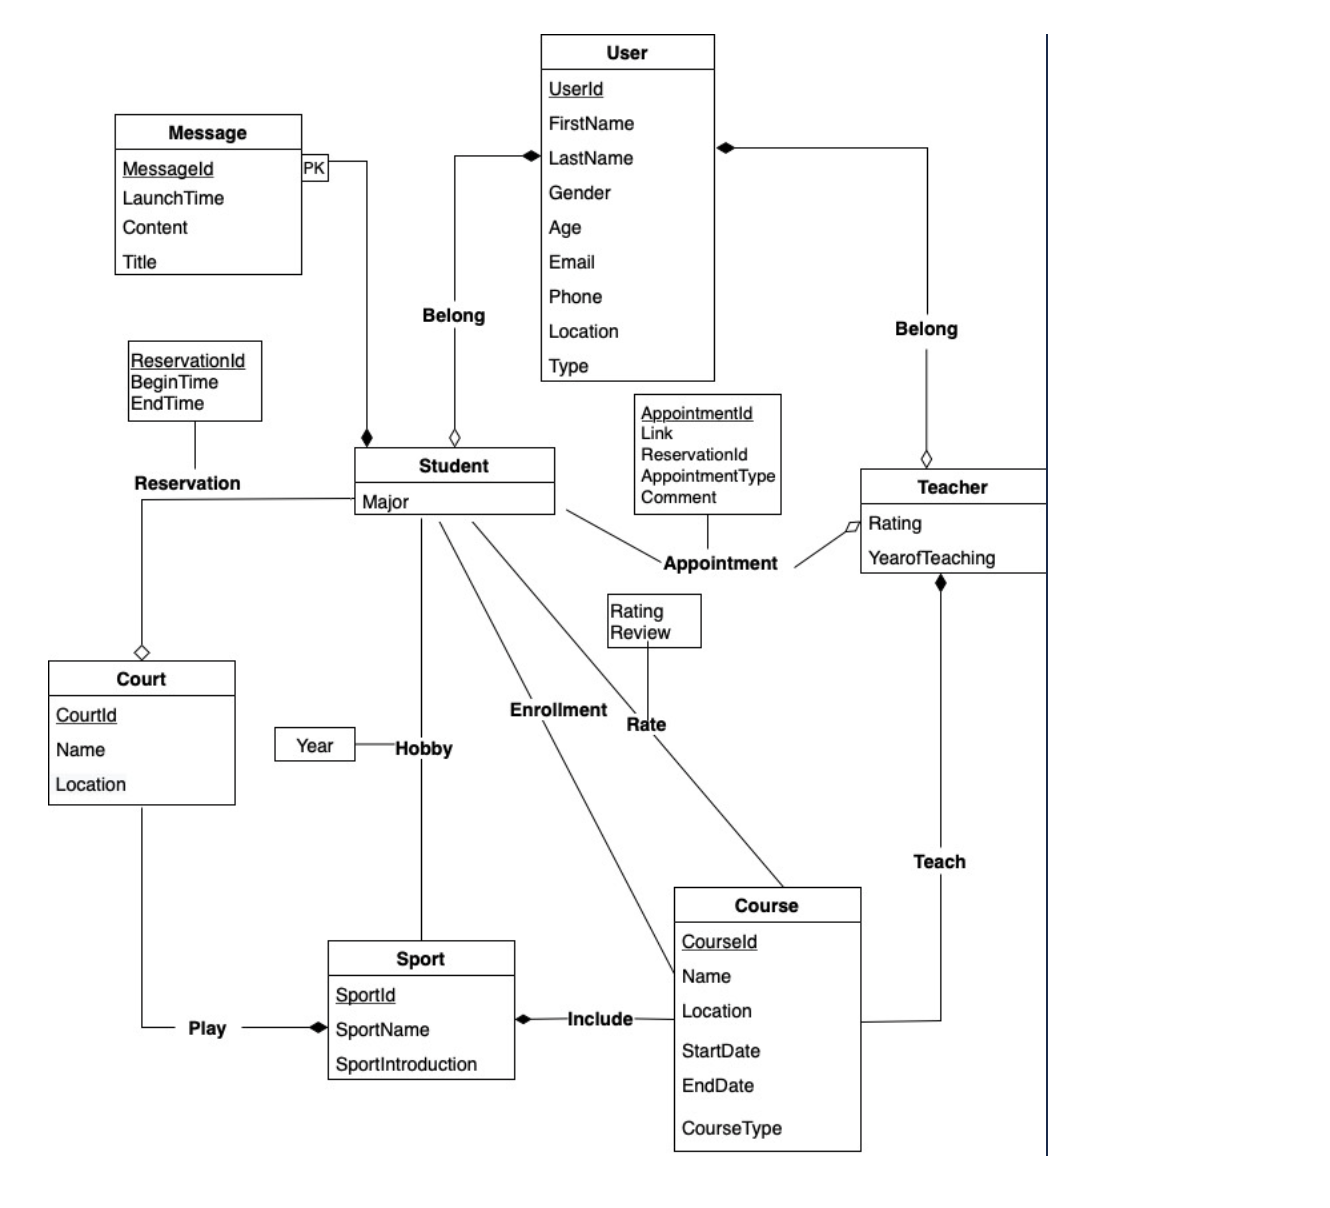 User
UserId
FirstName
LastName
Gender
Age
Email
Phone
Location
Type
Message
MessageId
LaunchTime
Content
Title
PK
Belong
Belong
ReservationId
BeginTime
EndTime
Reservation
Student
Major
AppointmentId
Link
ReservationId
AppointmentType
Comment
Appointment
Teacher
Rating
YearofTeaching
Rating
Review
Court
CourtId
Name
Location
Enrollment
Rate
Year
Hobby
Teach
Course
CourseId
Name
Location
StartDate
EndDate
CourseType
Sport
SportId
SportName
SportIntroduction
Play
Include